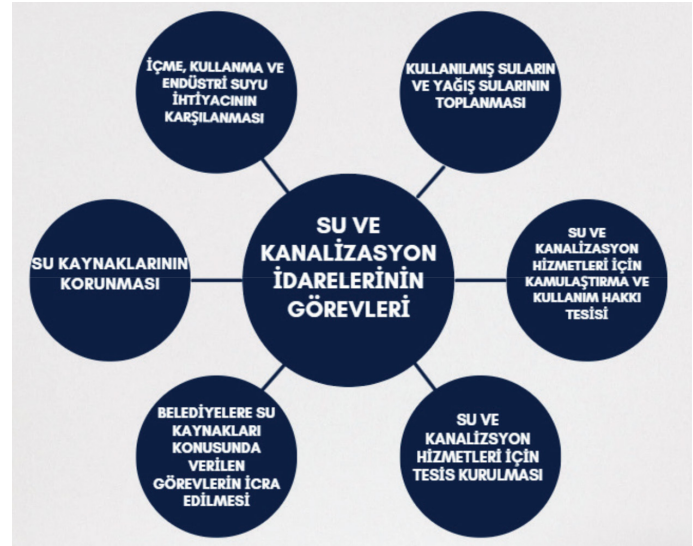 İÇME, KULLANMA VE
ENDÜSTRİ SUYU
İHTİYACININ
KARŞILANMASI
KULLANILMIŞ SULARIN
VE YAĞIŞ SULARININ
TOPLANMASI
SU VE
KANALİZASYON
İDARELERİNİN
GÖREVLERİ
SU KAYNAKLARININ
KORUNMASI
SU VE
KANALİZASYON
HİZMETLERİ İÇİN
KAMULAŞTIRMA VE
KULLANIM HAKKI
TESİSİ
BELEDİYELERE SU
KAYNAKLARI
KONUSUNDA
VERİLEN
GÖREVLERİN İCRA
EDİLMESİ
SU VE
KANALİZSYON
HİZMETLERİ İÇİN
TESİS KURULMASI